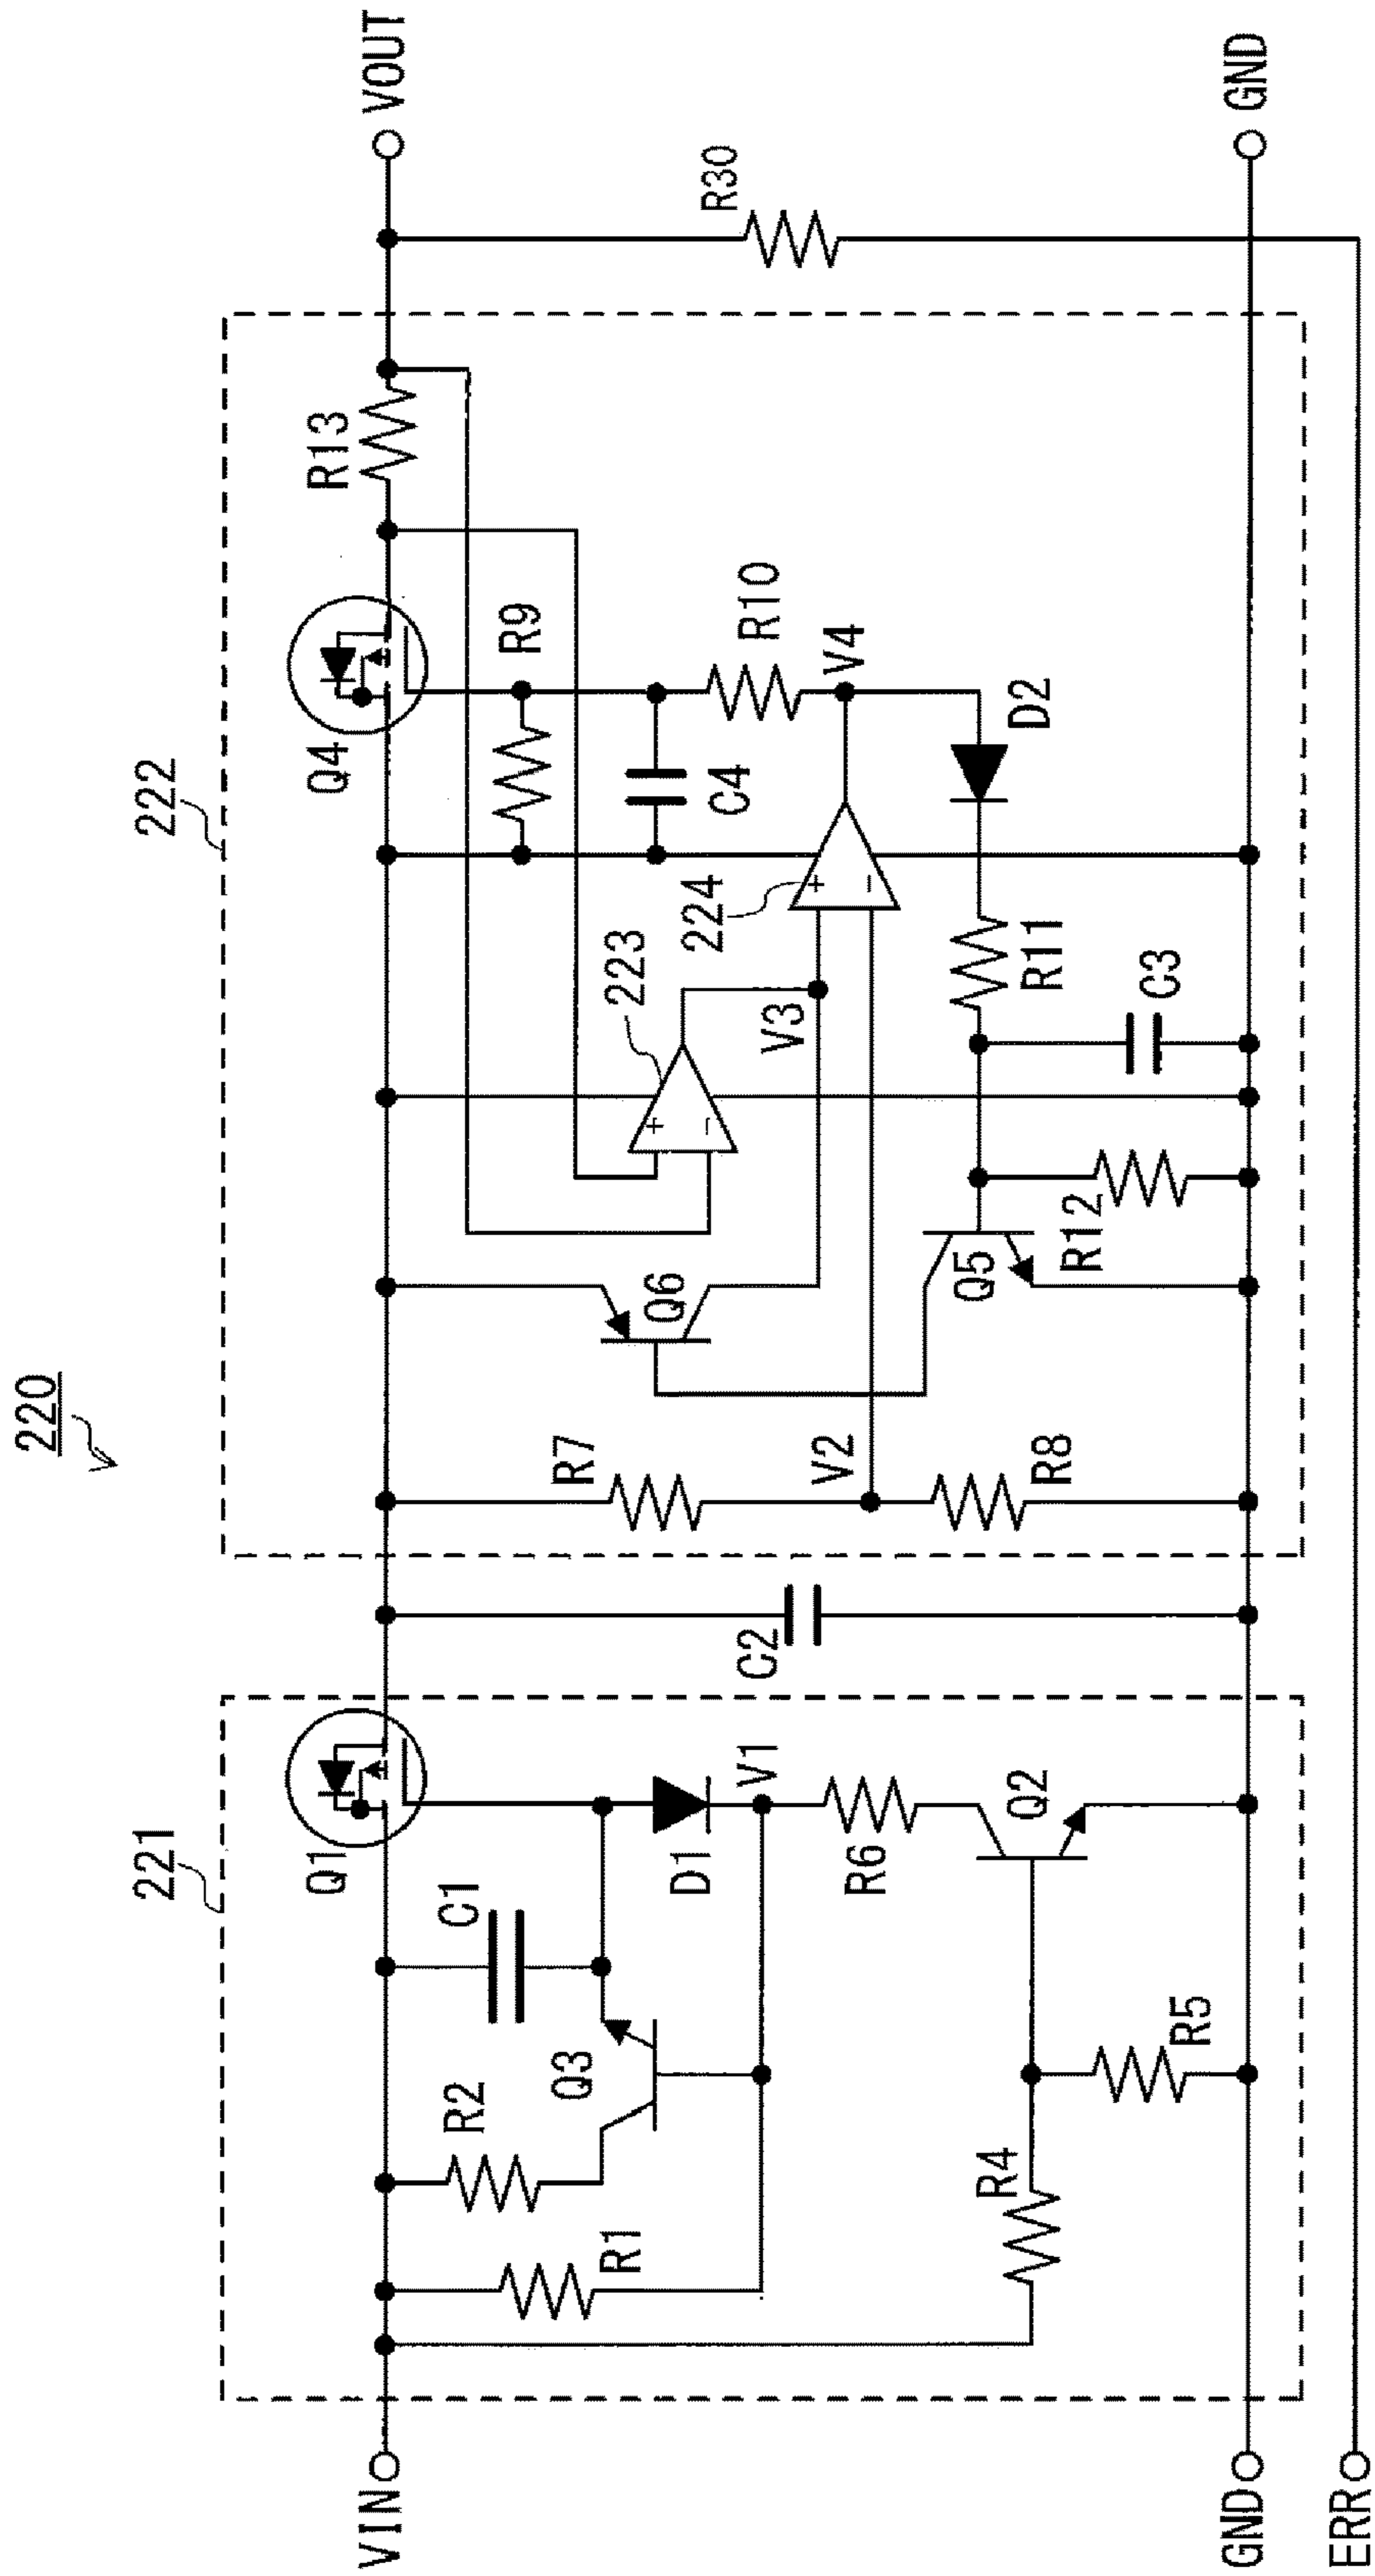 220
221
222
VIN
Q1
C1
R2
Q3
R1
D1
V1
R6
Q2
R4
R5
C2
R7
V2
R8
Q6
223
+
−
V3
224
+
−
Q5
R12
C3
R11
D2
V4
R10
C4
R9
Q4
R13
R30
VOUT
GND
GND
ERR